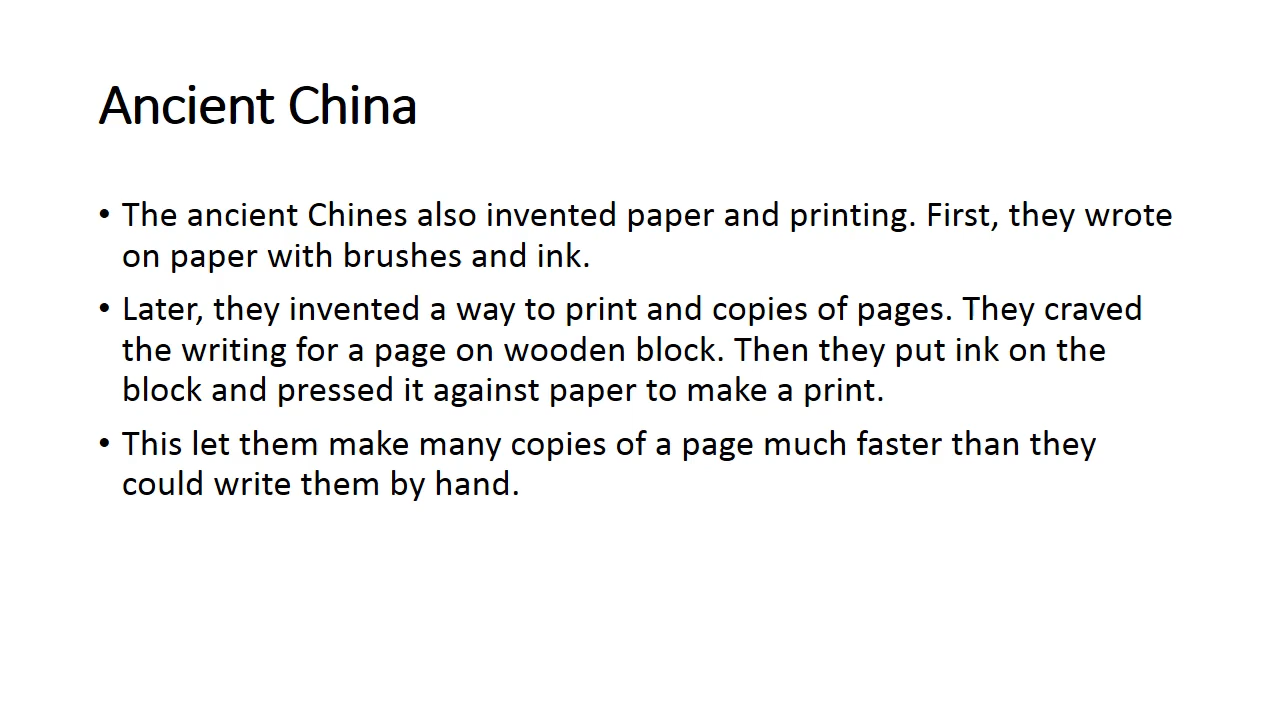 Ancient China
• The ancient Chines also invented paper and printing. First, they wrote
on paper with brushes and ink.
• Later, they invented a way to print and copies of pages. They craved
the writing for a page on wooden block. Then they put ink on the
block and pressed it against paper to make a print.
• This let them make many copies of a page much faster than they
could write them by hand.